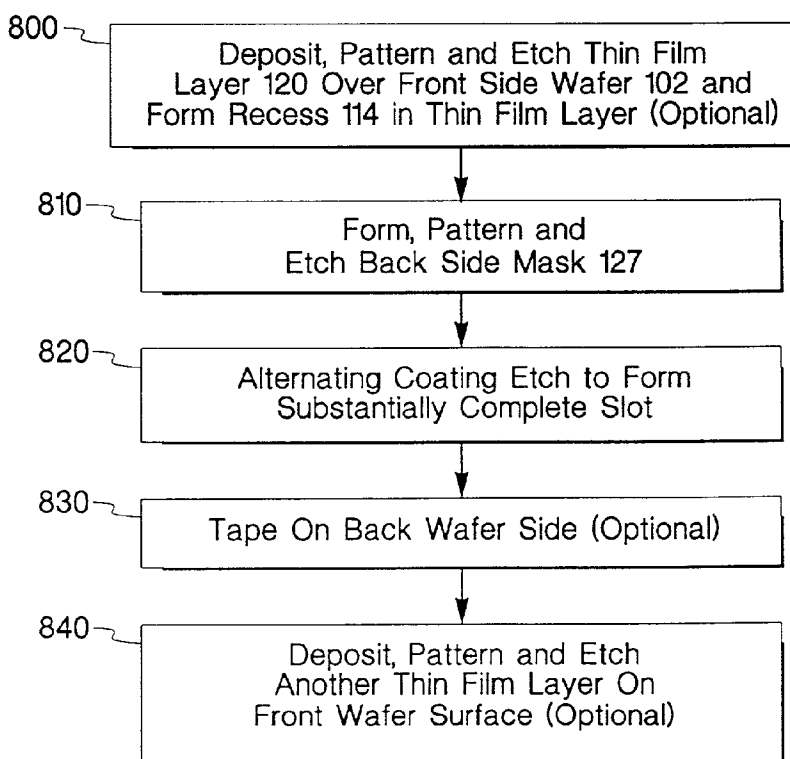 800
Deposit, Pattern and Etch Thin Film
Layer 120 Over Front Side Wafer 102 and
Form Recess 114 in Thin Film Layer (Optional)
810
Form, Pattern and
Etch Back Side Mask 127
820
Alternating Coating Etch to Form
Substantially Complete Slot
830
Tape On Back Wafer Side (Optional)
840
Deposit, Pattern and Etch
Another Thin Film Layer On
Front Wafer Surface (Optional)